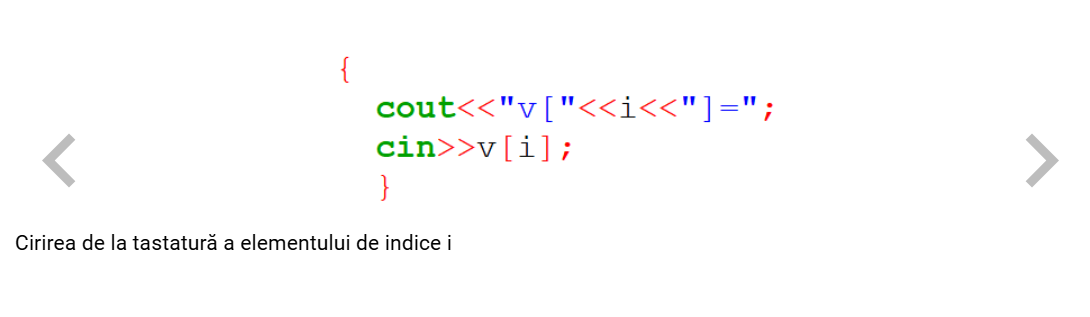 {
cout<<"v["<<i<<"]=";
cin>>v[i];
}
Cirirea de la tastatură a elementului de indice i